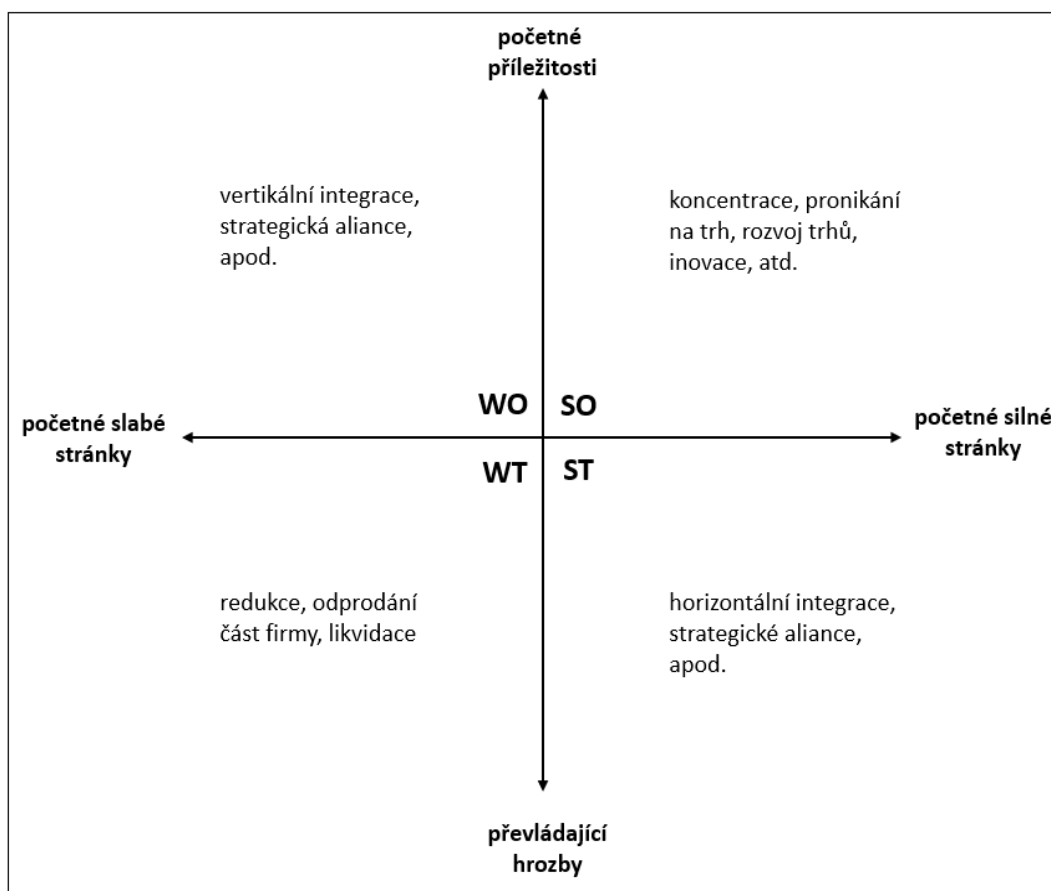 početné
příležitosti
vertikální integrace,
strategická aliance,
apod.
koncentrace, pronikání
na trh, rozvoj trhů,
inovace, atd.
WO
SO
početné slabé
stránky
početné silné
stránky
WT
ST
redukce, odprodání
část firmy, likvidace
horizontální integrace,
strategické aliance,
apod.
převládající
hrozby